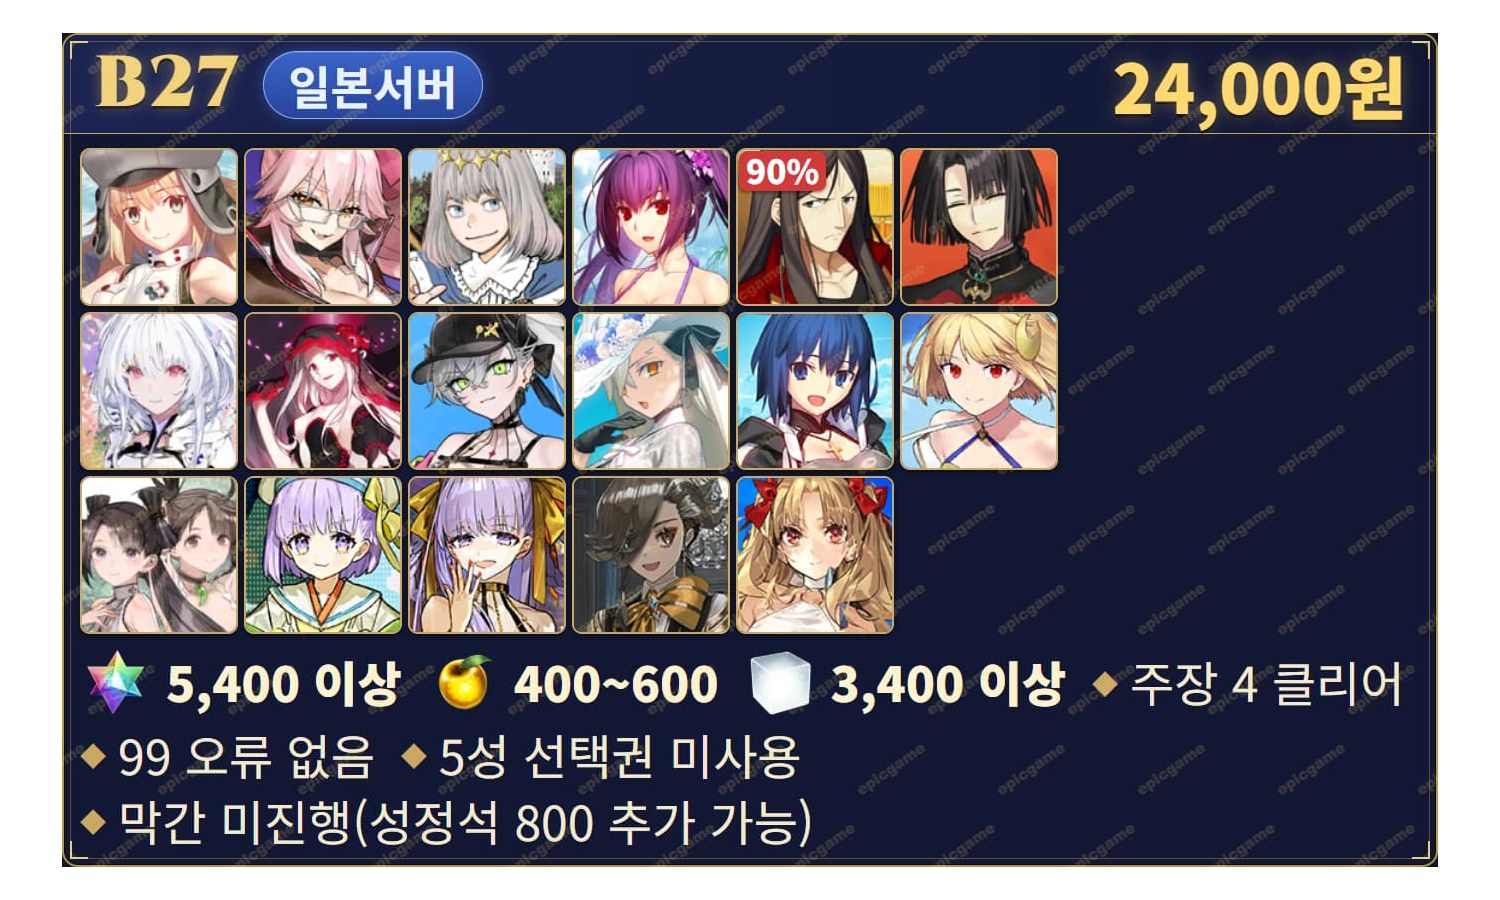 B27 일본서버 24,000원
90%
5,400 이상 400~600 3,400 이상 ◆ 주장 4 클리어
◆ 99 오류 없음 ◆ 5성 선택권 미사용
◆ 막간 미진행(성정석 800 추가 가능)
epicgame